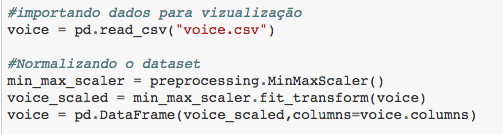 #importando dados para vizualização
voice = pd.read_csv("voice.csv")
#Normalizando o dataset
min_max_scaler = preprocessing.MinMaxScaler()
voice_scaled = min_max_scaler.fit_transform(voice)
voice = pd.DataFrame(voice_scaled,columns=voice.columns)